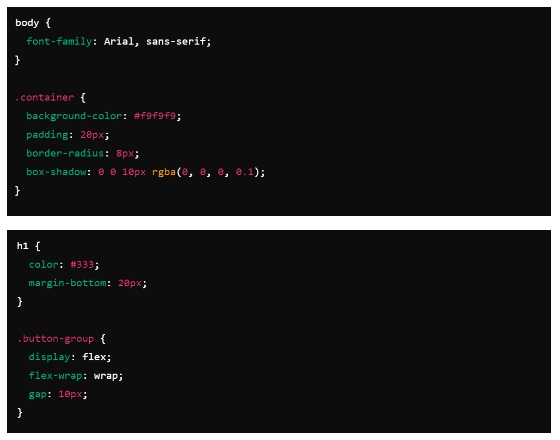 body {
  font-family: Arial, sans-serif;
}

.container {
  background-color: #f9f9f9;
  padding: 20px;
  border-radius: 8px;
  box-shadow: 0 0 10px rgba(0, 0, 0, 0.1);
}

h1 {
  color: #333;
  margin-bottom: 20px;
}

.button-group {
  display: flex;
  flex-wrap: wrap;
  gap: 10px;
}